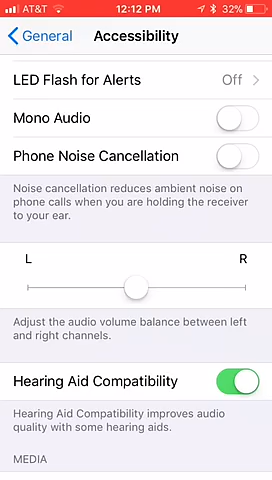 AT&T 12:12 PM 32%
General Accessibility
LED Flash for Alerts Off
Mono Audio
Phone Noise Cancellation
Noise cancellation reduces ambient noise on
phone calls when you are holding the receiver
to your ear.
L R
Adjust the audio volume balance between left
and right channels.
Hearing Aid Compatibility
Hearing Aid Compatibility improves audio
quality with some hearing aids.
MEDIA